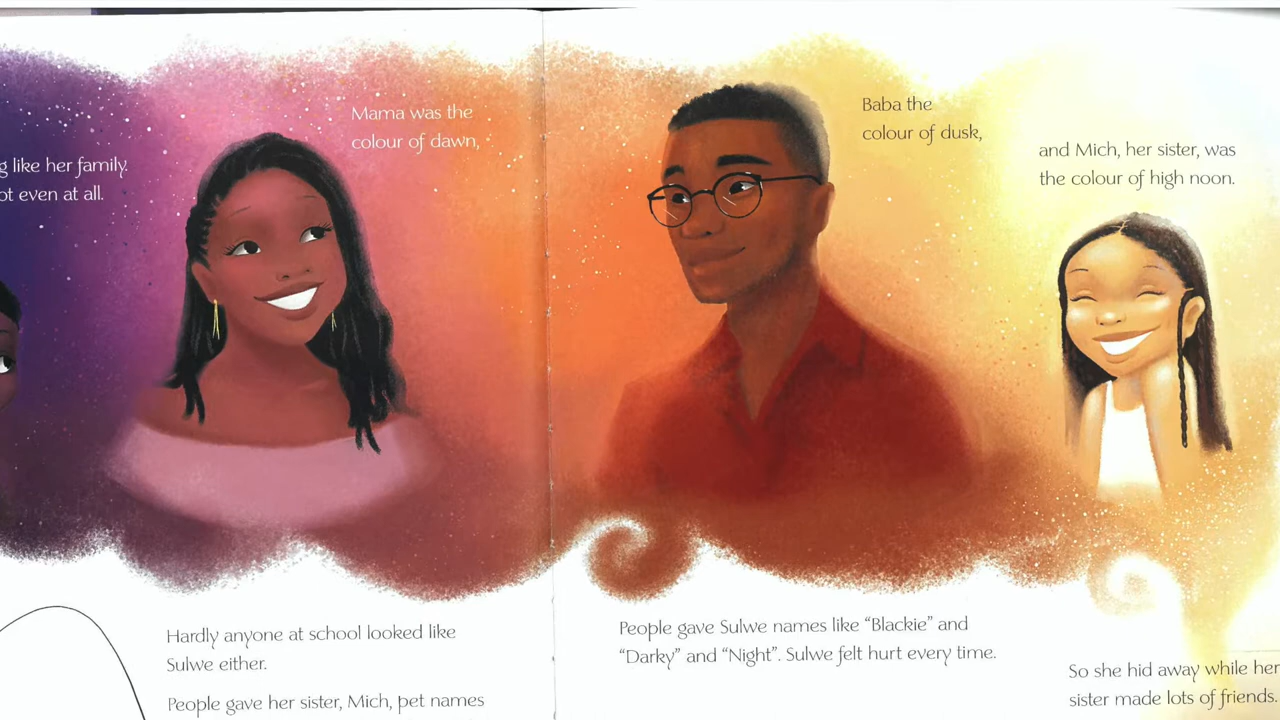 like her family.
even at all.
Mama was the
colour of dawn,
Baba the
colour of dusk,
and Mich, her sister, was
the colour of high noon.
Hardly anyone at school looked like
Sulwe either.
People gave her sister, Mich, pet names
People gave Sulwe names like “Blackie” and
“Darky” and “Night”. Sulwe felt hurt every time.
So she hid away while her
sister made lots of friends.